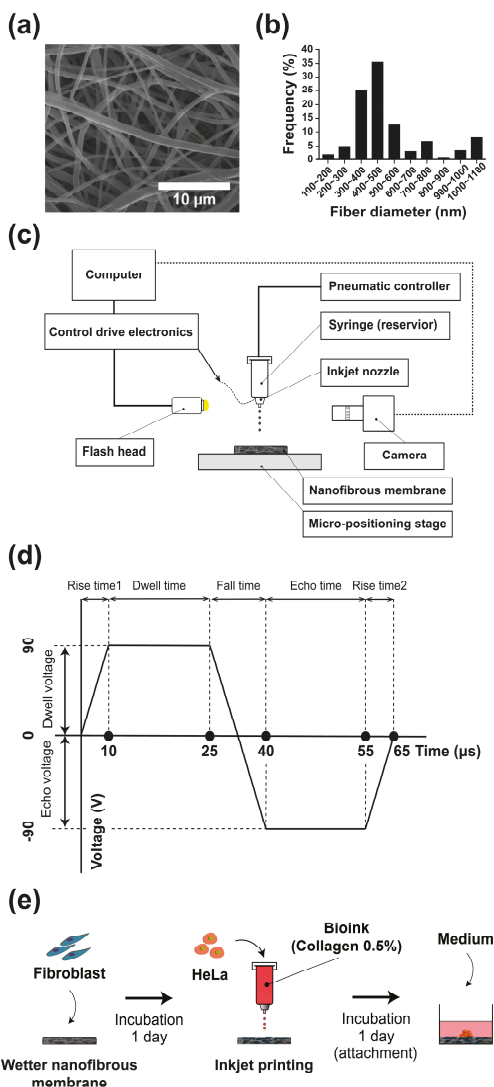 (a)
10 µm
(b)
Frequency (%)
40
35
30
25
20
15
10
5
0
100~200
200~300
300~400
400~500
500~600
600~700
700~800
800~900
900~1000
1000~1100
Fiber diameter (nm)
(c)
Computer
Pneumatic controller
Control drive electronics
Syringe (reservior)
Inkjet nozzle
Flash head
Camera
Nanofibrous membrane
Micro-positioning stage
(d)
Rise time1
Dwell time
Fall time
Echo time
Rise time2
90
0
-90
Dwell voltage
Echo voltage
10
25
40
55
65
Time (µs)
Voltage (V)
(e)
Fibroblast
HeLa
Bioink
(Collagen 0.5%)
Medium
Incubation
1 day
Incubation
1 day
(attachment)
Wetter nanofibrous
membrane
Inkjet printing